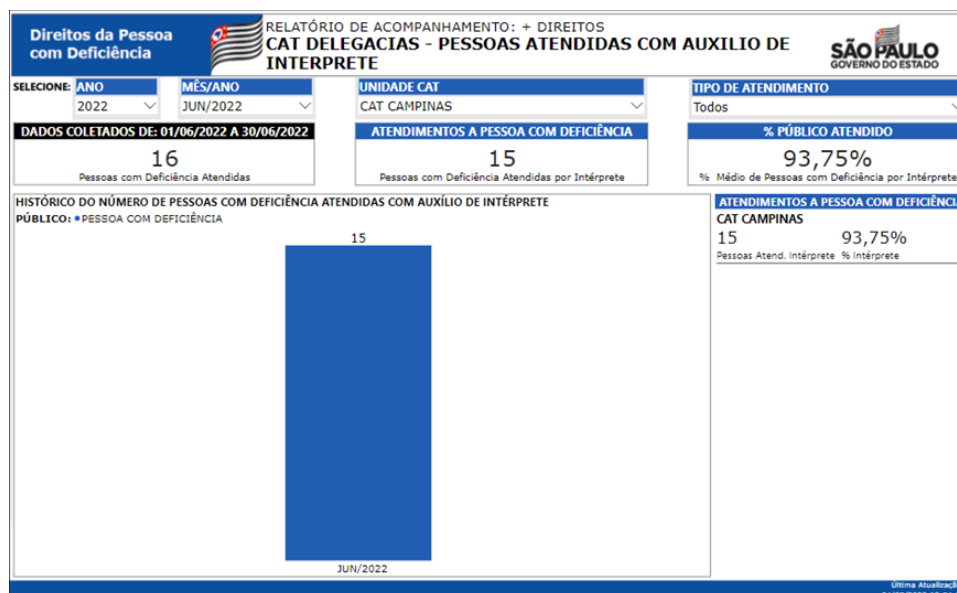 Direitos da Pessoa
com Deficiência
RELATÓRIO DE ACOMPANHAMENTO: + DIREITOS
CAT DELEGACIAS - PESSOAS ATENDIDAS COM AUXILIO DE
INTERPRETE
SÃO PAULO
GOVERNO DO ESTADO
SELECIONE: ANO MÊS/ANO UNIDADE CAT TIPO DE ATENDIMENTO
2022 JUN/2022 CAT CAMPINAS Todos
DADOS COLETADOS DE: 01/06/2022 A 30/06/2022 ATENDIMENTOS A PESSOA COM DEFICIÊNCIA % PÚBLICO ATENDIDO
16 15 93,75%
Pessoas com Deficiência Atendidas Pessoas com Deficiência Atendidas por Intérprete % Médio de Pessoas com Deficiência por Intérprete
HISTÓRICO DO NÚMERO DE PESSOAS COM DEFICIÊNCIA ATENDIDAS COM AUXÍLIO DE INTÉRPRETE
PÚBLICO: PESSOA COM DEFICIÊNCIA
15
JUN/2022
ATENDIMENTOS A PESSOA COM DEFICIÊNCI
CAT CAMPINAS
15 93,75%
Pessoas Atend. Intérprete % Intérprete
Última Atualizaçã